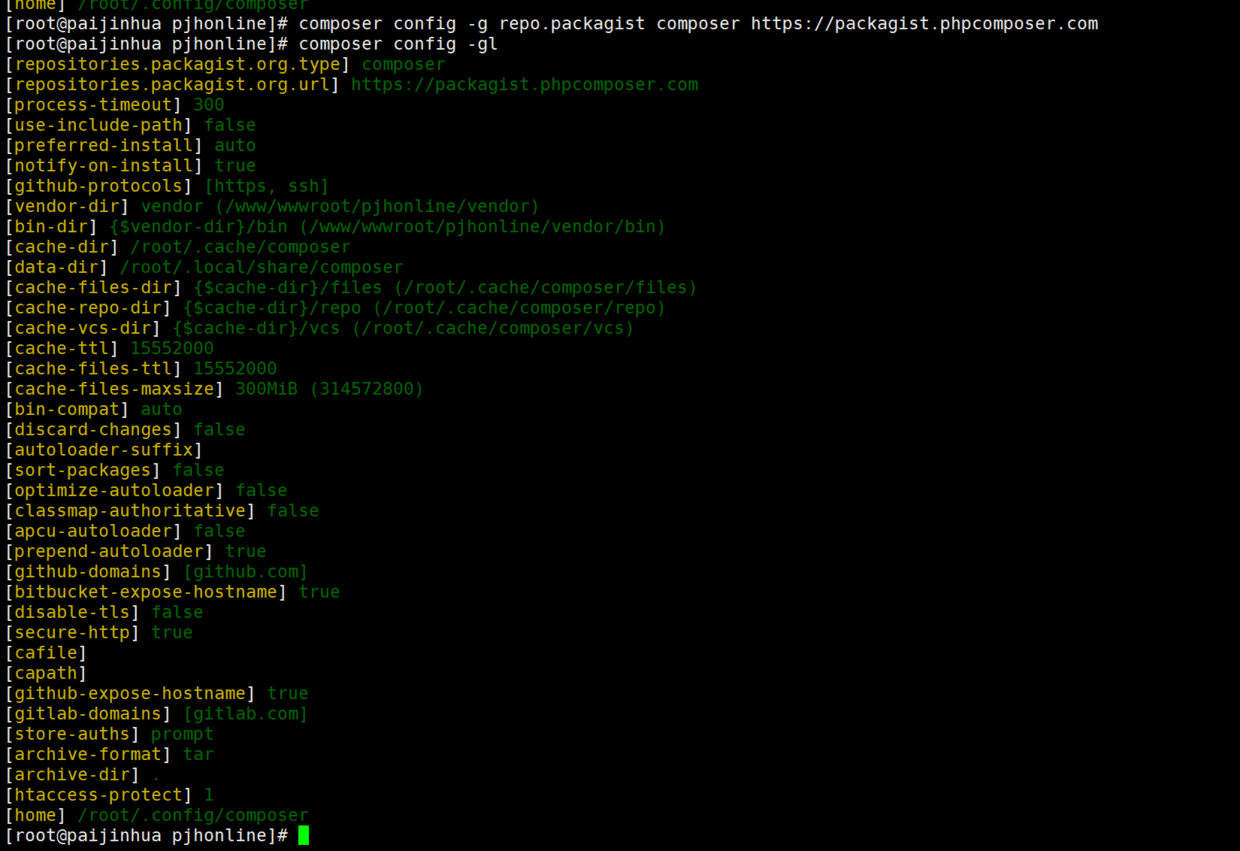 [home] /root/.config/composer
[root@paijinhua pjhonline]# composer config -g repo.packagist composer https://packagist.phpcomposer.com
[root@paijinhua pjhonline]# composer config -gl
[repositories.packagist.org.type] composer
[repositories.packagist.org.url] https://packagist.phpcomposer.com
[process-timeout] 300
[use-include-path] false
[preferred-install] auto
[notify-on-install] true
[github-protocols] [https, ssh]
[vendor-dir] vendor (/www/wwwroot/pjhonline/vendor)
[bin-dir] {$vendor-dir}/bin (/www/wwwroot/pjhonline/vendor/bin)
[cache-dir] /root/.cache/composer
[data-dir] /root/.local/share/composer
[cache-files-dir] {$cache-dir}/files (/root/.cache/composer/files)
[cache-repo-dir] {$cache-dir}/repo (/root/.cache/composer/repo)
[cache-vcs-dir] {$cache-dir}/vcs (/root/.cache/composer/vcs)
[cache-ttl] 15552000
[cache-files-ttl] 15552000
[cache-files-maxsize] 300MiB (314572800)
[bin-compat] auto
[discard-changes] false
[autoloader-suffix]
[sort-packages] false
[optimize-autoloader] false
[classmap-authoritative] false
[apcu-autoloader] false
[prepend-autoloader] true
[github-domains] [github.com]
[bitbucket-expose-hostname] true
[disable-tls] false
[secure-http] true
[cafile]
[capath]
[github-expose-hostname] true
[gitlab-domains] [gitlab.com]
[store-auths] prompt
[archive-format] tar
[archive-dir] .
[htaccess-protect] 1
[home] /root/.config/composer
[root@paijinhua pjhonline]#